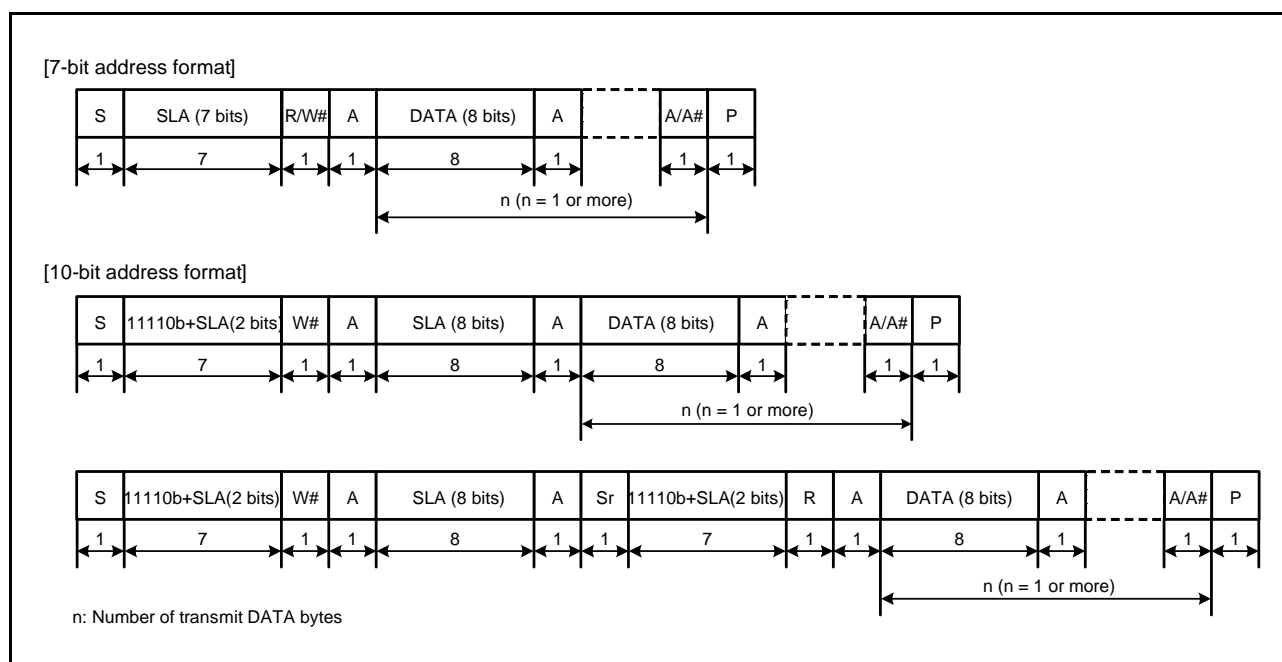 [7-bit address format]
S SLA (7 bits) R/W# A DATA (8 bits) A A/A# P
1 7 1 1 8 1 1 1
n (n = 1 or more)
[10-bit address format]
S 11110b+SLA(2 bits) W# A SLA (8 bits) A DATA (8 bits) A A/A# P
1 7 1 1 8 1 8 1 1 1
n (n = 1 or more)
S 11110b+SLA(2 bits) W# A SLA (8 bits) A Sr 11110b+SLA(2 bits) R A DATA (8 bits) A A/A# P
1 7 1 1 8 1 1 7 1 1 8 1 1 1
n (n = 1 or more)
n: Number of transmit DATA bytes